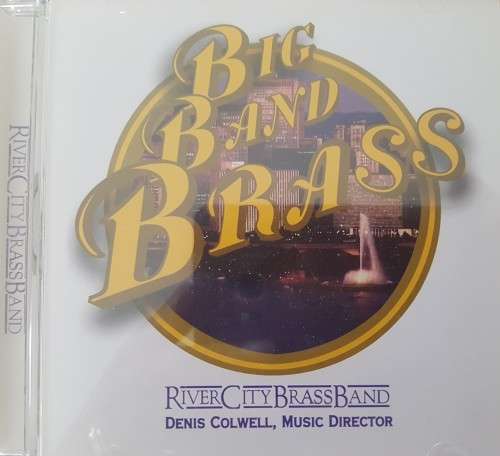 BIG
BAND
BRASS
RIVERCITYBRASSBAND
DENIS COLWELL, MUSIC DIRECTOR
RIVERCITYBRASSBAND